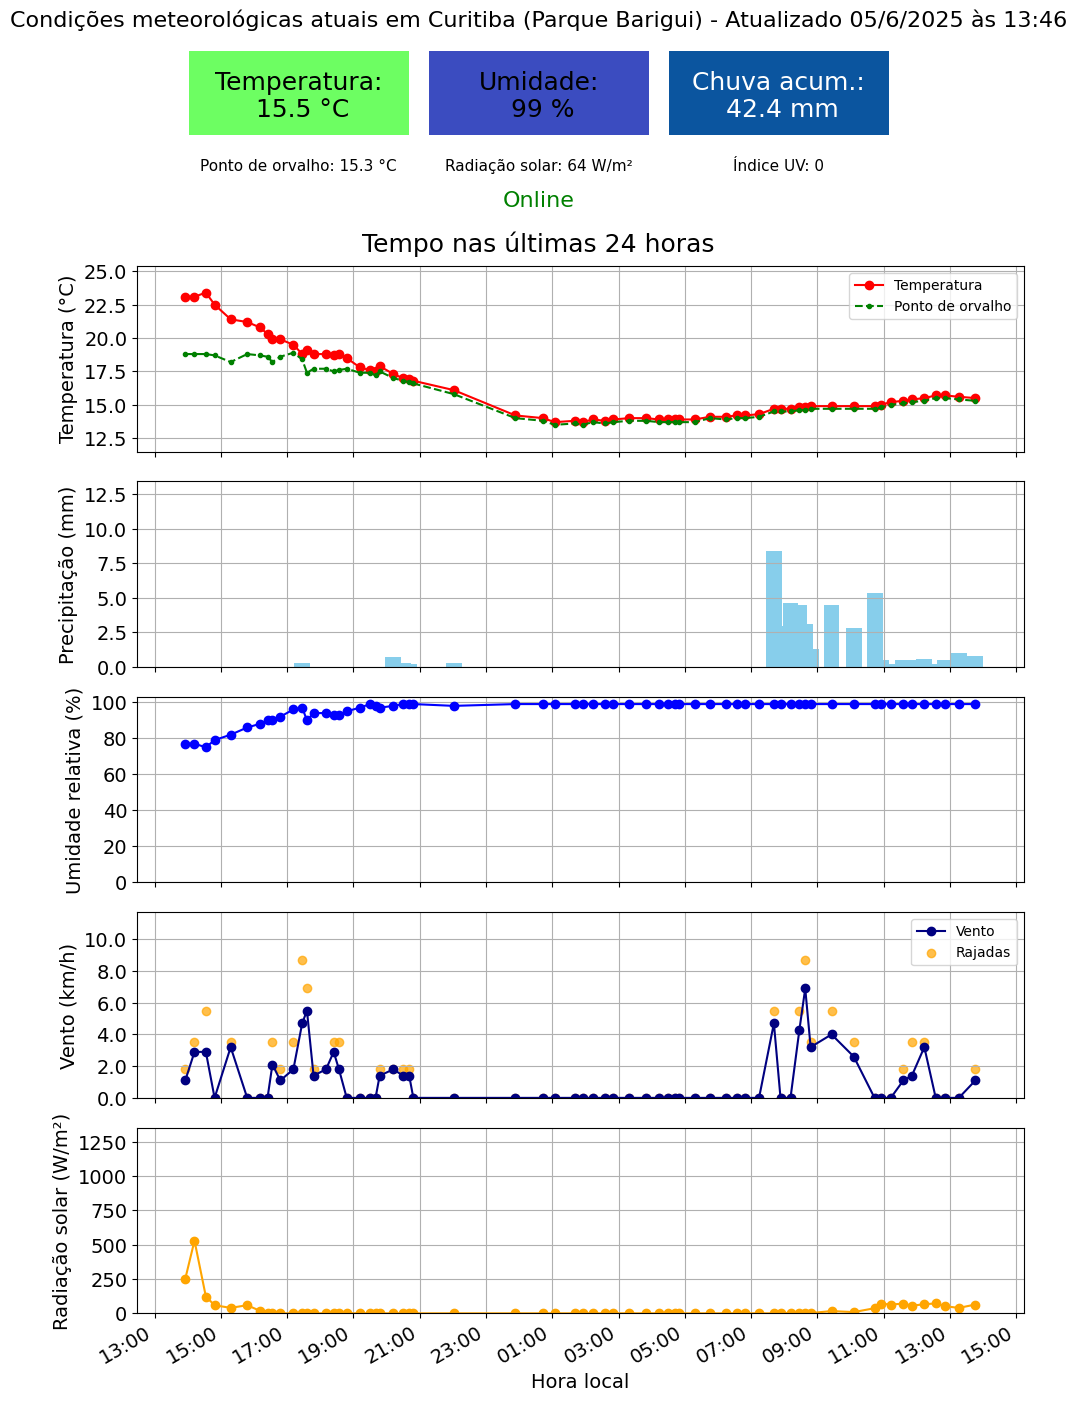 Condições meteorológicas atuais em Curitiba (Parque Barigui) - Atualizado 05/6/2025 às 13:46
Temperatura:
15.5 °C
Umidade:
99 %
Chuva acum.:
42.4 mm
Ponto de orvalho: 15.3 °C
Radiação solar: 64 W/m²
Índice UV: 0
Online
Tempo nas últimas 24 horas
Temperatura (°C)
25.0
22.5
20.0
17.5
15.0
12.5
Temperatura
Ponto de orvalho
Precipitação (mm)
12.5
10.0
7.5
5.0
2.5
0.0
Umidade relativa (%)
100
80
60
40
20
0
Vento (km/h)
10.0
8.0
6.0
4.0
2.0
0.0
Vento
Rajadas
Radiação solar (W/m²)
1250
1000
750
500
250
0
13:00
15:00
17:00
19:00
21:00
23:00
01:00
03:00
05:00
07:00
09:00
11:00
13:00
15:00
Hora local